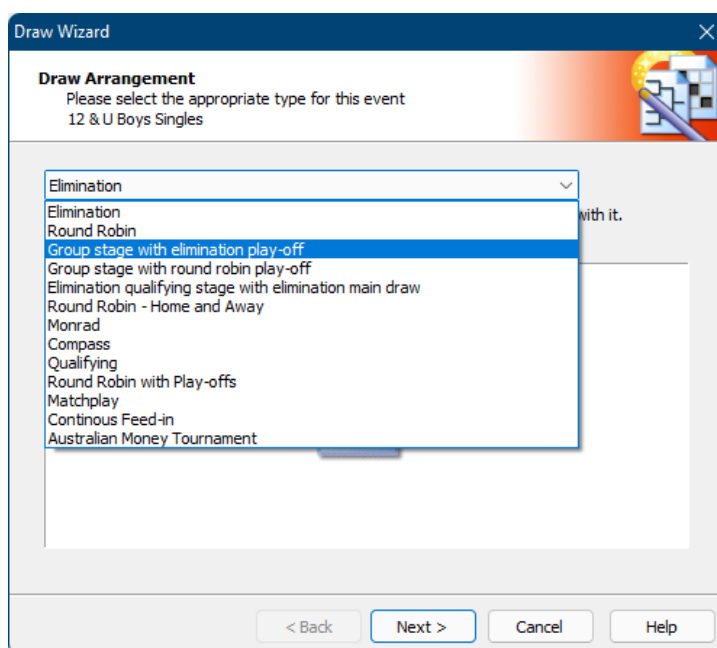 Draw Wizard
Draw Arrangement
Please select the appropriate type for this event
12 & U Boys Singles
Elimination
Elimination
with it.
Round Robin
Group stage with elimination play-off
Group stage with round robin play-off
Elimination qualifying stage with elimination main draw
Round Robin - Home and Away
Monrad
Compass
Qualifying
Round Robin with Play-offs
Matchplay
Continous Feed-in
Australian Money Tournament
< Back
Next >
Cancel
Help